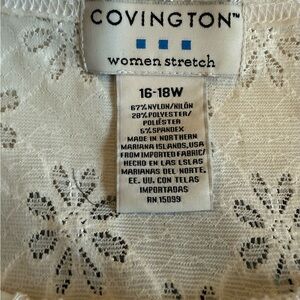 COVINGTON™
women stretch
16-18W
67% NYLON/NILÓN
28% POLYESTER/
POLIÉSTER
5% SPANDEX
MADE IN NORTHERN
MARIANA ISLANDS, USA
FROM IMPORTED FABRIC/
HECHO EN LAS LSLAS
MARIANAS DEL NORTE,
EE. UU. CON TELAS
IMPORTADAS
RN 15099